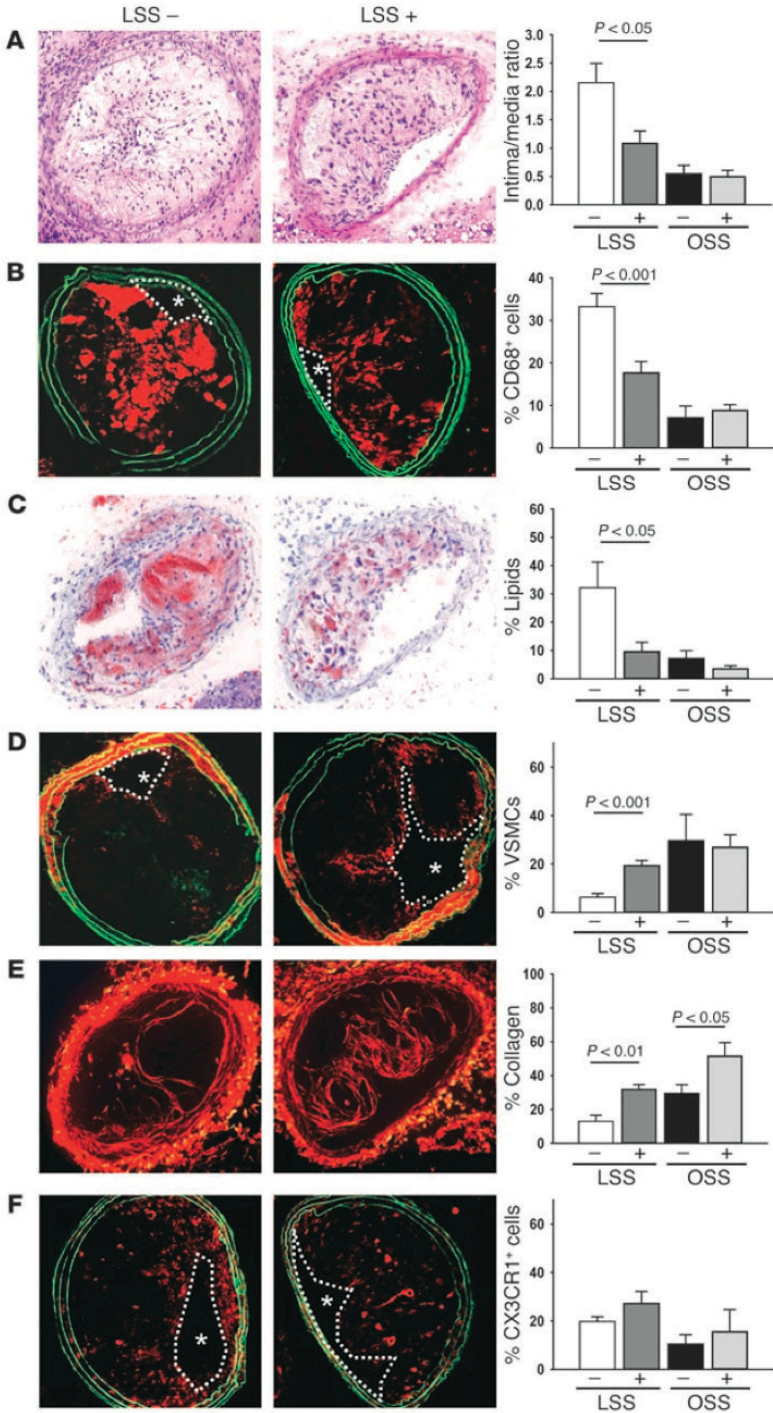 LSS –
LSS +
A
Intima/media ratio
3.0
2.5
2.0
1.5
1.0
0.5
0.0
P < 0.05
– + – +
LSS OSS
B
*
*
% CD68⁺ cells
40
30
20
10
0
P < 0.001
– + – +
LSS OSS
C
% Lipids
60
50
40
30
20
10
0
P < 0.05
– + – +
LSS OSS
D
*
*
% VSMCs
60
40
20
0
P < 0.001
– + – +
LSS OSS
E
% Collagen
100
80
60
40
20
0
P < 0.01
P < 0.05
– + – +
LSS OSS
F
*
*
% CX3CR1⁺ cells
60
40
20
0
– + – +
LSS OSS